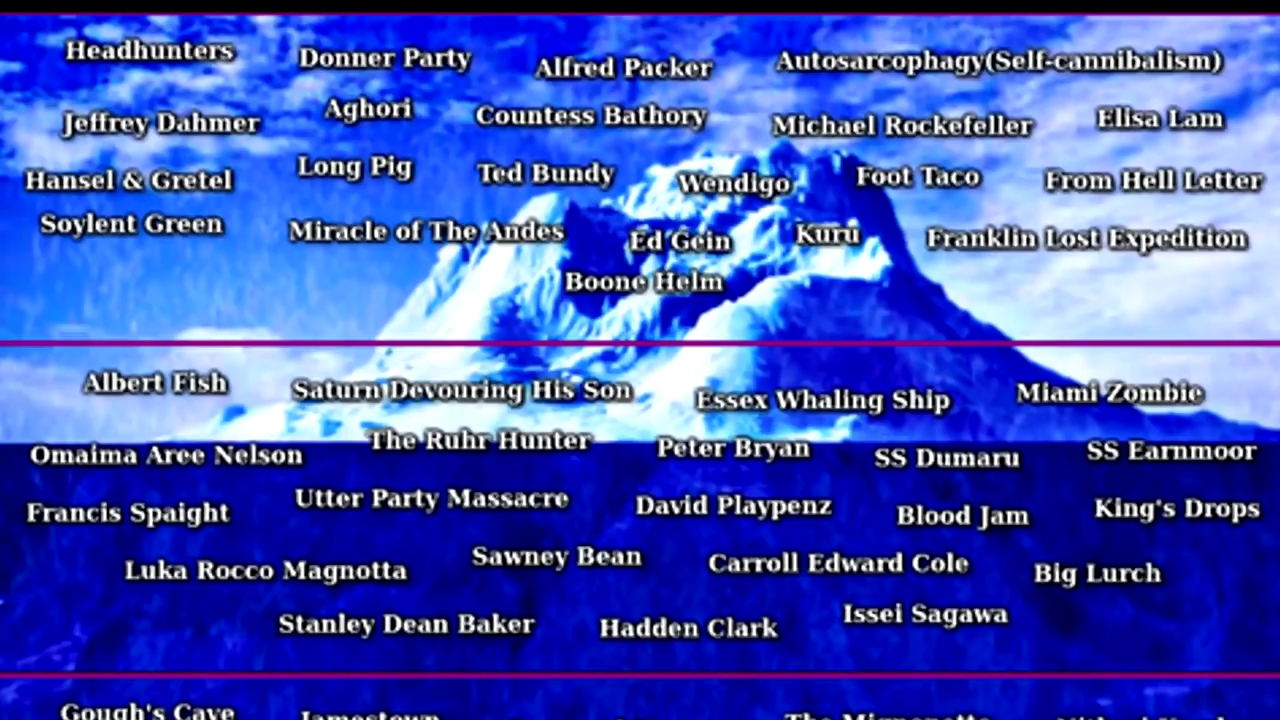 Headhunters
Donner Party
Alfred Packer
Autosarcophagy(Self-cannibalism)
Jeffrey Dahmer
Aghori
Countess Bathory
Michael Rockefeller
Elisa Lam
Hansel & Gretel
Long Pig
Ted Bundy
Wendigo
Foot Taco
From Hell Letter
Soylent Green
Miracle of The Andes
Ed Gein
Kuru
Franklin Lost Expedition
Boone Helm
Albert Fish
Saturn Devouring His Son
Essex Whaling Ship
Miami Zombie
Omaima Aree Nelson
The Ruhr Hunter
Peter Bryan
SS Dumaru
SS Earnmoor
Francis Spaight
Utter Party Massacre
David Playpenz
Blood Jam
King's Drops
Luka Rocco Magnotta
Sawney Bean
Carroll Edward Cole
Big Lurch
Stanley Dean Baker
Hadden Clark
Issei Sagawa
Gough's Cave
Jamestown
The Mignonette